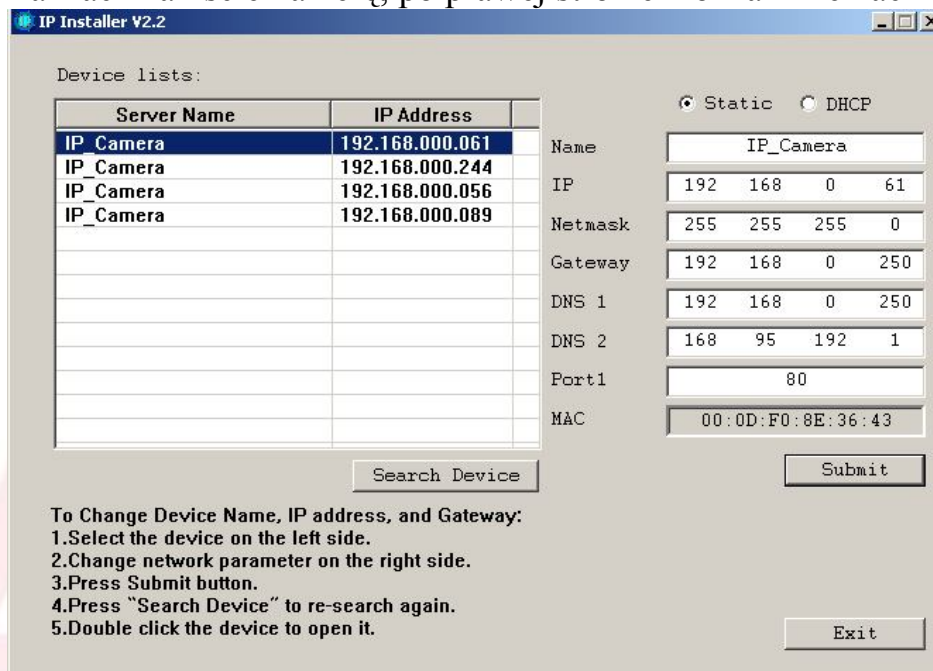 IP Installer V2.2
Device lists:
Server Name IP Address
IP_Camera 192.168.000.061
IP_Camera 192.168.000.244
IP_Camera 192.168.000.056
IP_Camera 192.168.000.089
Search Device
To Change Device Name, IP address, and Gateway:
1.Select the device on the left side.
2.Change network parameter on the right side.
3.Press Submit button.
4.Press "Search Device" to re-search again.
5.Double click the device to open it.
Static DHCP
Name IP_Camera
IP 192 168 0 61
Netmask 255 255 255 0
Gateway 192 168 0 250
DNS 1 192 168 0 250
DNS 2 168 95 192 1
Port1 80
MAC 00:0D:F0:8E:36:43
Submit
Exit